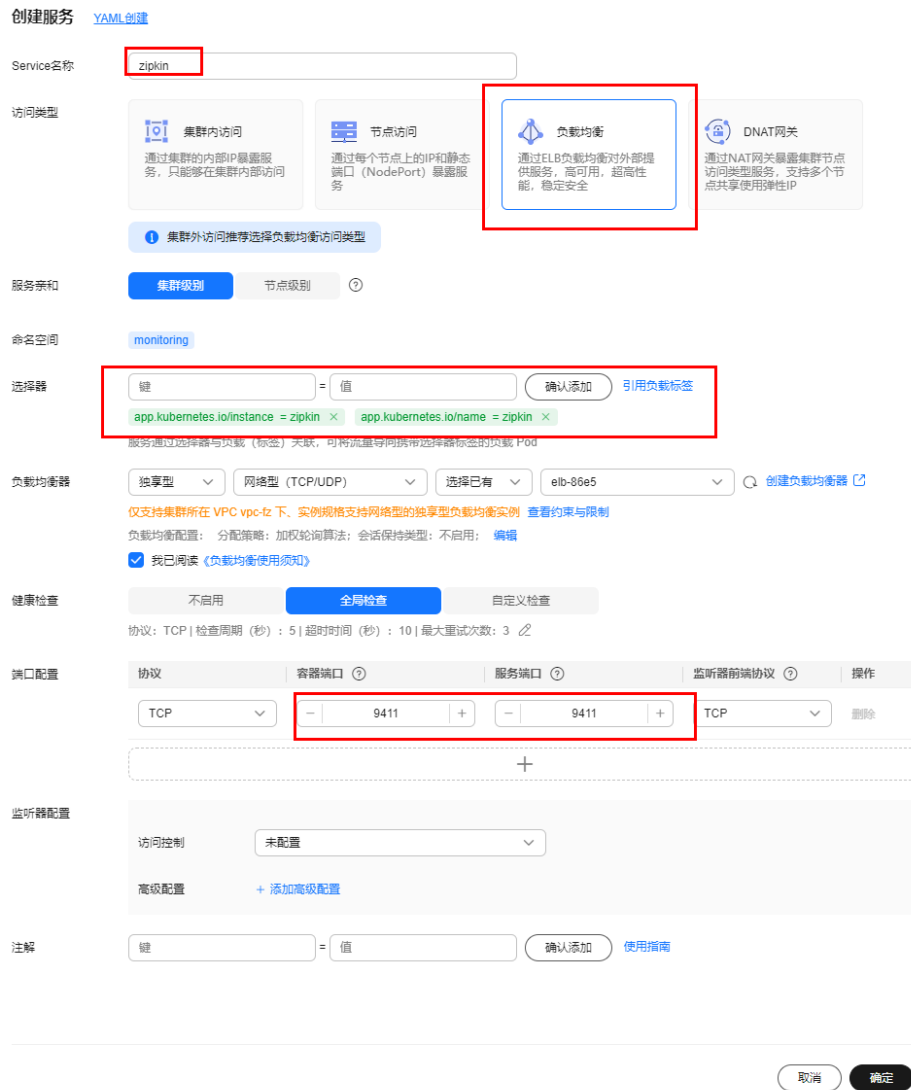 创建服务 YAML创建
Service名称 zipkin
访问类型
集群内访问
通过集群的内部IP暴露服
务，只能够在集群内部访问
节点访问
通过每个节点上的IP和静态
端口（NodePort）暴露服
务
负载均衡
通过ELB负载均衡对外部提
供服务，高可用，超高性
能，稳定安全
DNAT网关
通过NAT网关暴露集群节点
访问类型服务，支持多个节
点共享使用弹性IP
集群外访问推荐选择负载均衡访问类型
服务亲和 集群级别 节点级别
命名空间 monitoring
选择器 键 = 值 确认添加 引用负载标签
app.kubernetes.io/instance = zipkin × app.kubernetes.io/name = zipkin ×
服务通过选择器与负载（标签）关联，可将流量导向携带选择器标签的负载 Pod
负载均衡器 独享型 网络型（TCP/UDP） 选择已有 elb-86e5 创建负载均衡器
仅支持集群所在 VPC vpc-fz 下、实例规格支持网络型的独享型负载均衡实例 查看约束与限制
负载均衡配置： 分配策略：加权轮询算法；会话保持类型：不启用； 编辑
我已阅读《负载均衡使用须知》
健康检查 不启用 全局检查 自定义检查
协议：TCP | 检查周期（秒）：5 | 超时时间（秒）：10 | 最大重试次数：3
端口配置 协议 容器端口 服务端口 监听器前端协议 操作
TCP − 9411 + − 9411 + TCP 删除
+
监听器配置
访问控制 未配置
高级配置 + 添加高级配置
注解 键 = 值 确认添加 使用指南
取消 确定